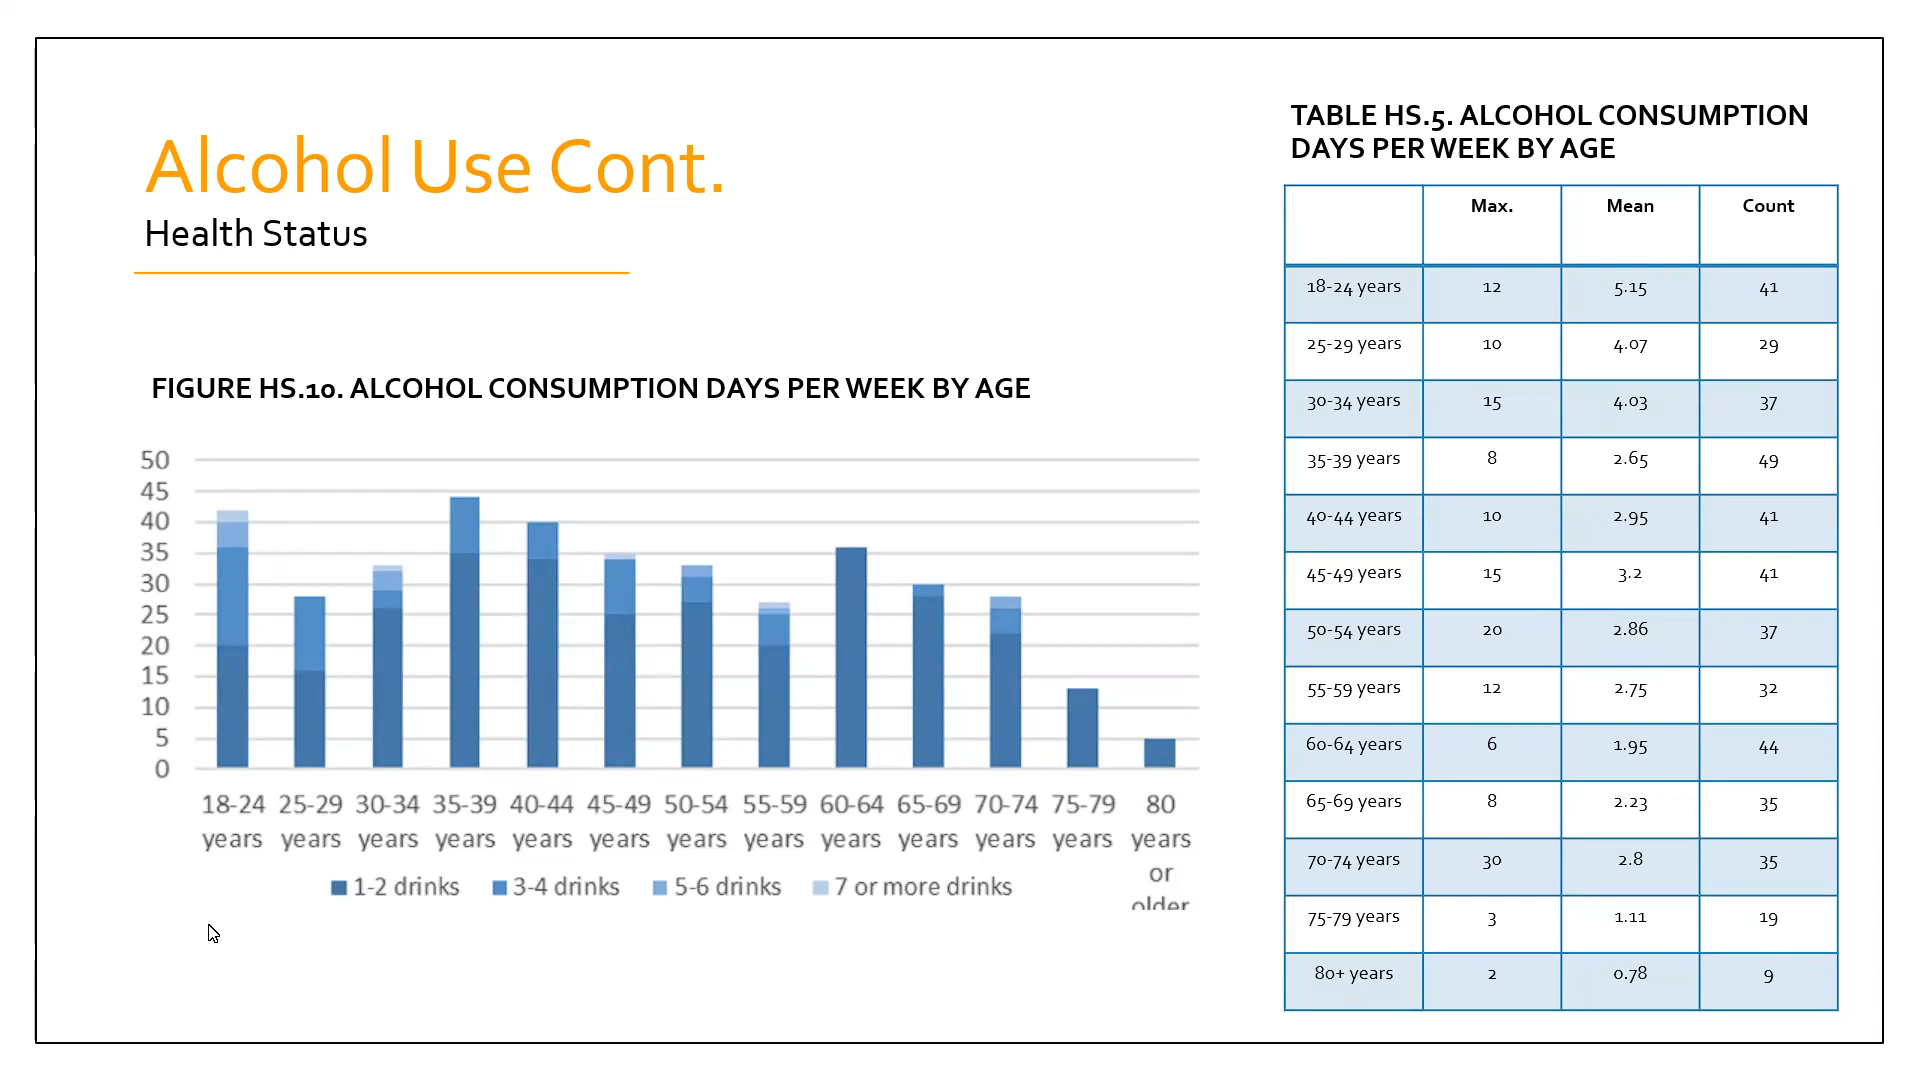 Alcohol Use Cont.
Health Status
FIGURE HS.10. ALCOHOL CONSUMPTION DAYS PER WEEK BY AGE
50
45
40
35
30
25
20
15
10
5
0
18-24 25-29 30-34 35-39 40-44 45-49 50-54 55-59 60-64 65-69 70-74 75-79 80
years years years years years years years years years years years years years
or
older
1-2 drinks 3-4 drinks 5-6 drinks 7 or more drinks
TABLE HS.5. ALCOHOL CONSUMPTION
DAYS PER WEEK BY AGE
Max. Mean Count
18-24 years 12 5.15 41
25-29 years 10 4.07 29
30-34 years 15 4.03 37
35-39 years 8 2.65 49
40-44 years 10 2.95 41
45-49 years 15 3.2 41
50-54 years 20 2.86 37
55-59 years 12 2.75 32
60-64 years 6 1.95 44
65-69 years 8 2.23 35
70-74 years 30 2.8 35
75-79 years 3 1.11 19
80+ years 2 0.78 9